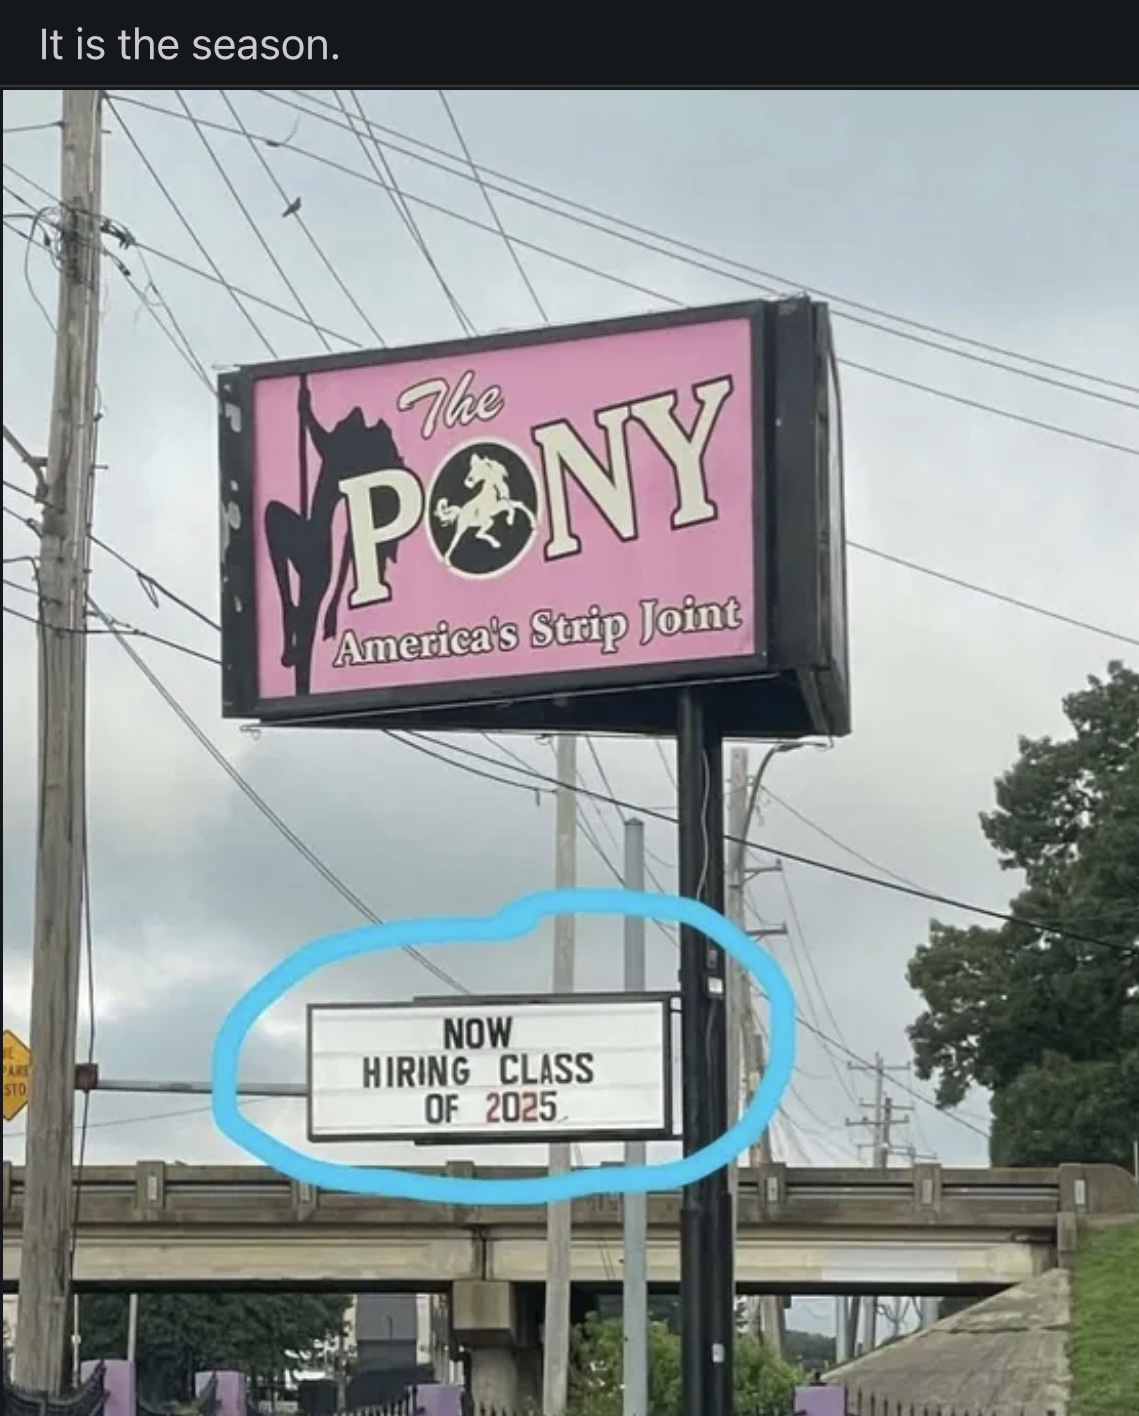 It is the season.
The
PONY
America's Strip Joint
NOW
HIRING CLASS
OF 2025